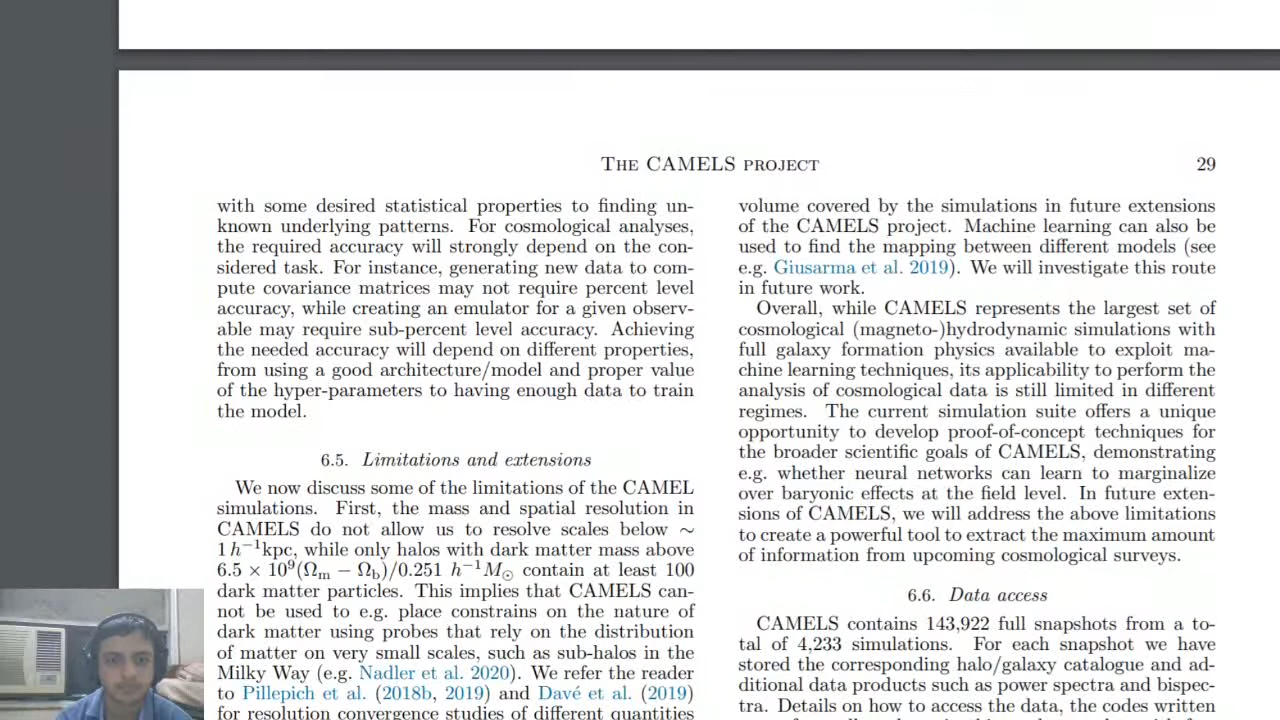 THE CAMELS PROJECT
29
with some desired statistical properties to finding un-
known underlying patterns. For cosmological analyses,
the required accuracy will strongly depend on the con-
sidered task. For instance, generating new data to com-
pute covariance matrices may not require percent level
accuracy, while creating an emulator for a given observ-
able may require sub-percent level accuracy. Achieving
the needed accuracy will depend on different properties,
from using a good architecture/model and proper value
of the hyper-parameters to having enough data to train
the model.
6.5. Limitations and extensions
We now discuss some of the limitations of the CAMEL
simulations. First, the mass and spatial resolution in
CAMELS do not allow us to resolve scales below ∼
1 h⁻¹kpc, while only halos with dark matter mass above
6.5 × 10⁹(Ωm − Ωb)/0.251 h⁻¹M⊙ contain at least 100
dark matter particles. This implies that CAMELS can-
not be used to e.g. place constrains on the nature of
dark matter using probes that rely on the distribution
of matter on very small scales, such as sub-halos in the
Milky Way (e.g. Nadler et al. 2020). We refer the reader
to Pillepich et al. (2018b, 2019) and Davé et al. (2019)
for resolution convergence studies of different quantities
volume covered by the simulations in future extensions
of the CAMELS project. Machine learning can also be
used to find the mapping between different models (see
e.g. Giusarma et al. 2019). We will investigate this route
in future work.
Overall, while CAMELS represents the largest set of
cosmological (magneto-)hydrodynamic simulations with
full galaxy formation physics available to exploit ma-
chine learning techniques, its applicability to perform the
analysis of cosmological data is still limited in different
regimes. The current simulation suite offers a unique
opportunity to develop proof-of-concept techniques for
the broader scientific goals of CAMELS, demonstrating
e.g. whether neural networks can learn to marginalize
over baryonic effects at the field level. In future exten-
sions of CAMELS, we will address the above limitations
to create a powerful tool to extract the maximum amount
of information from upcoming cosmological surveys.
6.6. Data access
CAMELS contains 143,922 full snapshots from a to-
tal of 4,233 simulations. For each snapshot we have
stored the corresponding halo/galaxy catalogue and ad-
ditional data products such as power spectra and bispec-
tra. Details on how to access the data, the codes written